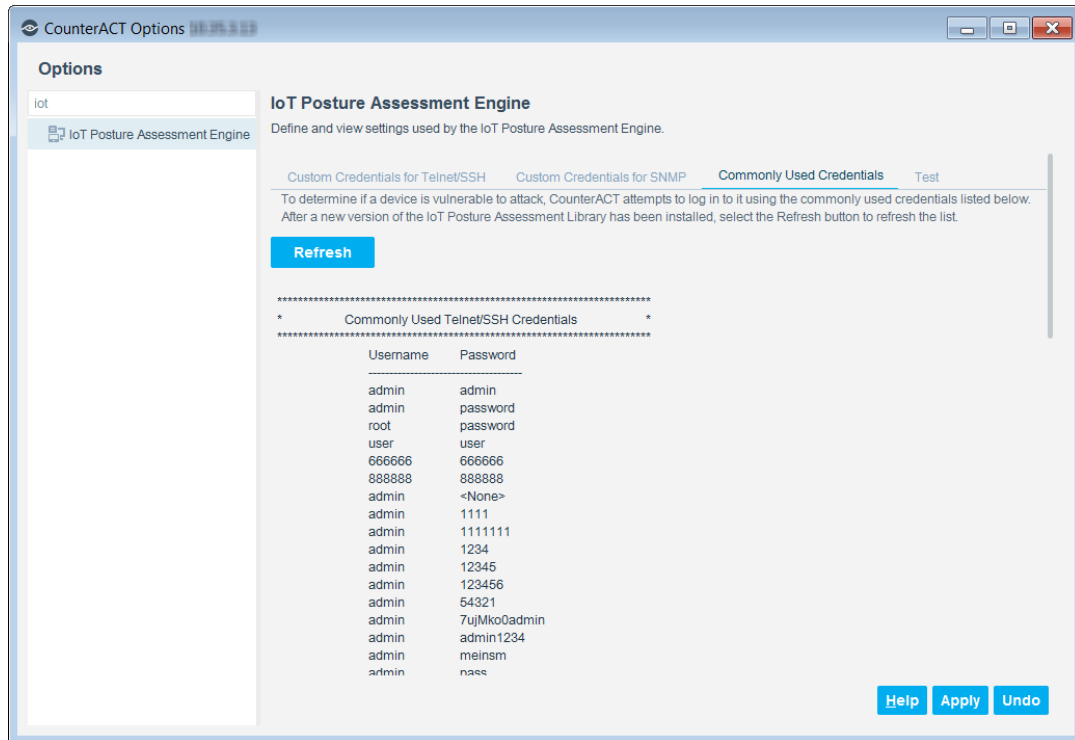 CounterACT Options
Options
iot
IoT Posture Assessment Engine
IoT Posture Assessment Engine
Define and view settings used by the IoT Posture Assessment Engine.
Custom Credentials for Telnet/SSH Custom Credentials for SNMP Commonly Used Credentials Test
To determine if a device is vulnerable to attack, CounterACT attempts to log in to it using the commonly used credentials listed below.
After a new version of the IoT Posture Assessment Library has been installed, select the Refresh button to refresh the list.
Refresh
************************************************************************
* Commonly Used Telnet/SSH Credentials *
************************************************************************
Username Password
-------------------------------------
admin admin
admin password
root password
user user
666666 666666
888888 888888
admin <None>
admin 1111
admin 1111111
admin 1234
admin 12345
admin 123456
admin 54321
admin 7ujMko0admin
admin admin1234
admin meinsm
admin pass
Help Apply Undo